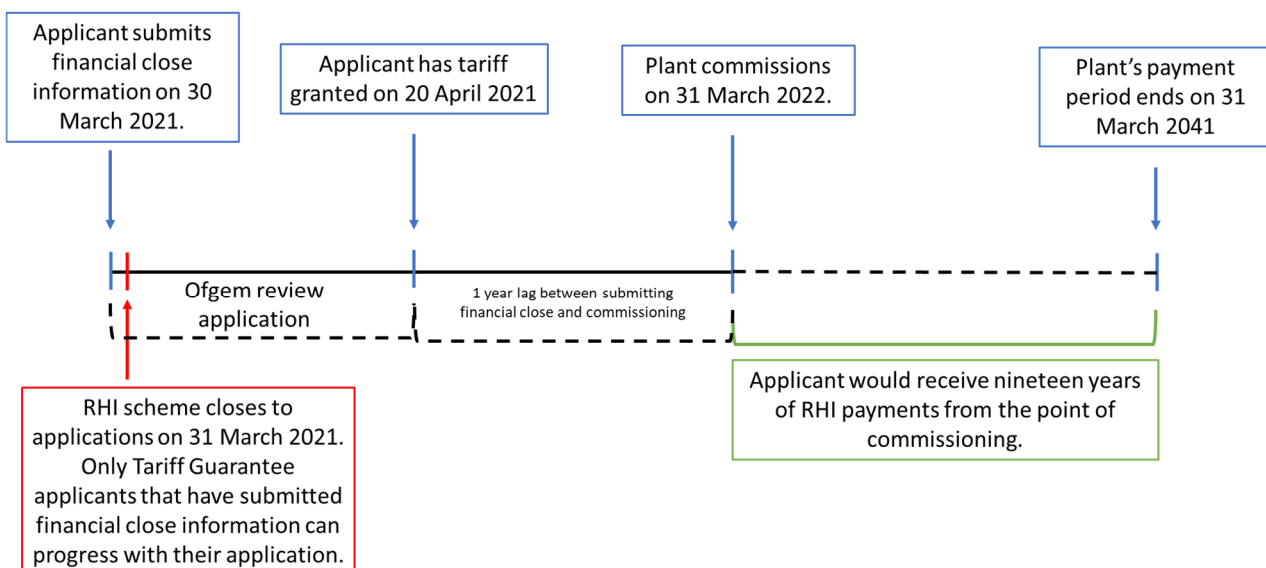 Applicant submits
financial close
information on 30
March 2021.
Applicant has tariff
granted on 20 April 2021
Plant commissions
on 31 March 2022.
Plant's payment
period ends on 31
March 2041
Ofgem review
application
1 year lag between submitting
financial close and commissioning
RHI scheme closes to
applications on 31 March 2021.
Only Tariff Guarantee
applicants that have submitted
financial close information can
progress with their application.
Applicant would receive nineteen years
of RHI payments from the point of
commissioning.